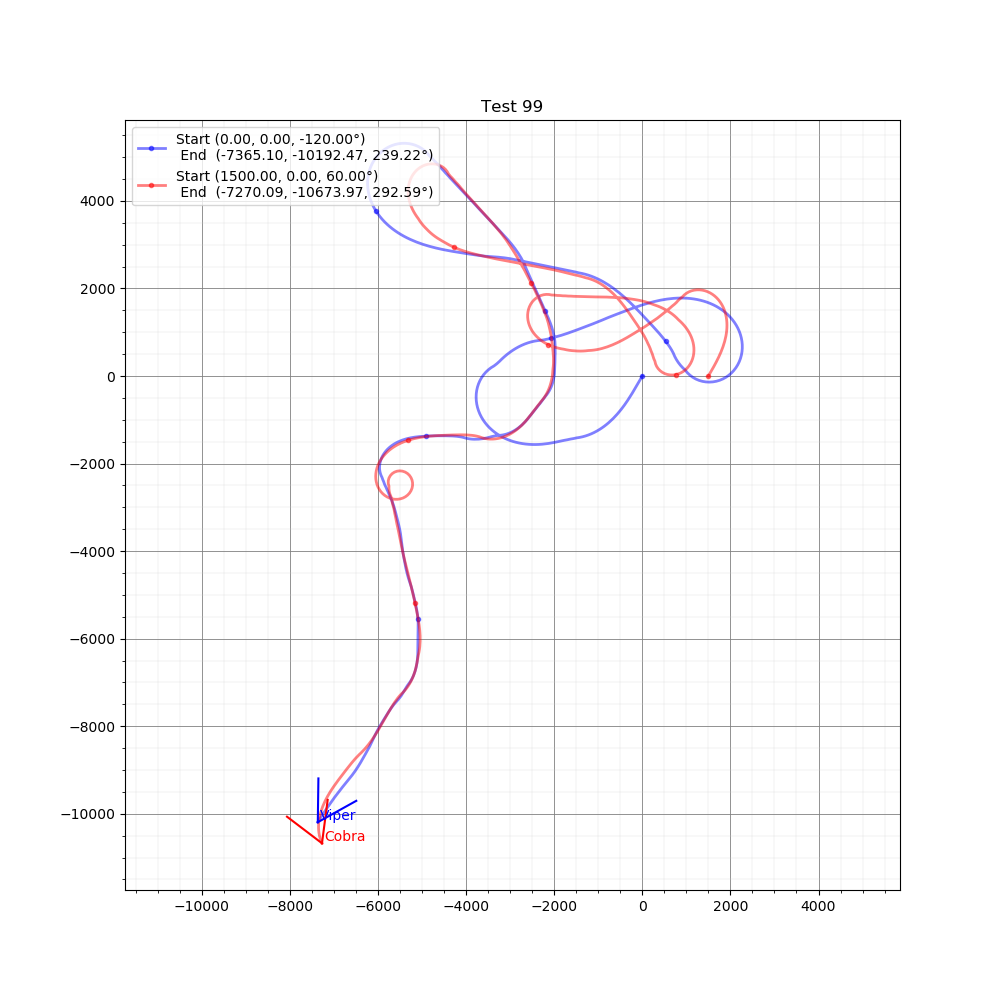 Test 99
Start (0.00, 0.00, -120.00°)
End (-7365.10, -10192.47, 239.22°)
Start (1500.00, 0.00, 60.00°)
End (-7270.09, -10673.97, 292.59°)
4000
2000
0
−2000
−4000
−6000
−8000
−10000
Viper
Cobra
−10000
−8000
−6000
−4000
−2000
0
2000
4000